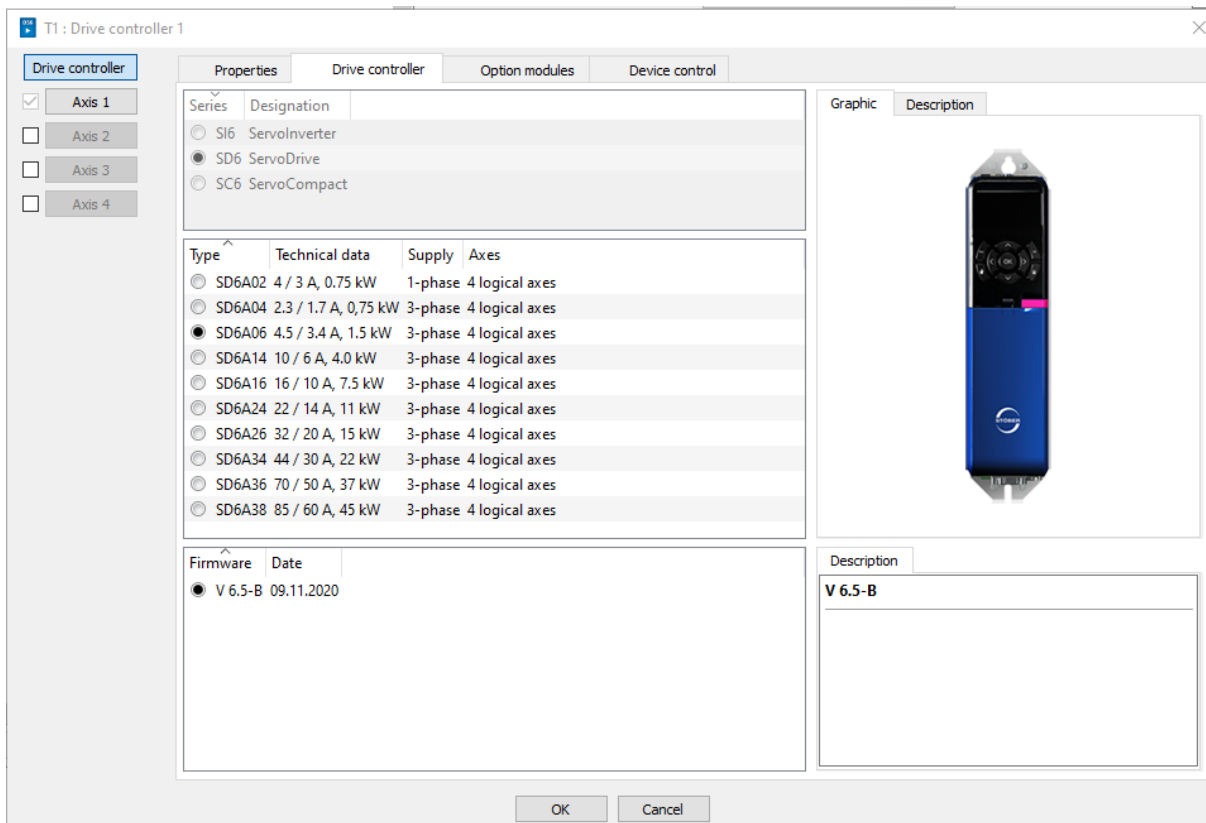 T1 : Drive controller 1
Drive controller
Axis 1
Axis 2
Axis 3
Axis 4
Properties Drive controller Option modules Device control
Series Designation
SI6 ServoInverter
SD6 ServoDrive
SC6 ServoCompact
Type Technical data Supply Axes
SD6A02 4 / 3 A, 0.75 kW 1-phase 4 logical axes
SD6A04 2.3 / 1.7 A, 0,75 kW 3-phase 4 logical axes
SD6A06 4.5 / 3.4 A, 1.5 kW 3-phase 4 logical axes
SD6A14 10 / 6 A, 4.0 kW 3-phase 4 logical axes
SD6A16 16 / 10 A, 7.5 kW 3-phase 4 logical axes
SD6A24 22 / 14 A, 11 kW 3-phase 4 logical axes
SD6A26 32 / 20 A, 15 kW 3-phase 4 logical axes
SD6A34 44 / 30 A, 22 kW 3-phase 4 logical axes
SD6A36 70 / 50 A, 37 kW 3-phase 4 logical axes
SD6A38 85 / 60 A, 45 kW 3-phase 4 logical axes
Firmware Date
V 6.5-B 09.11.2020
Graphic Description
OK
STÖBER
Description
V 6.5-B
OK Cancel